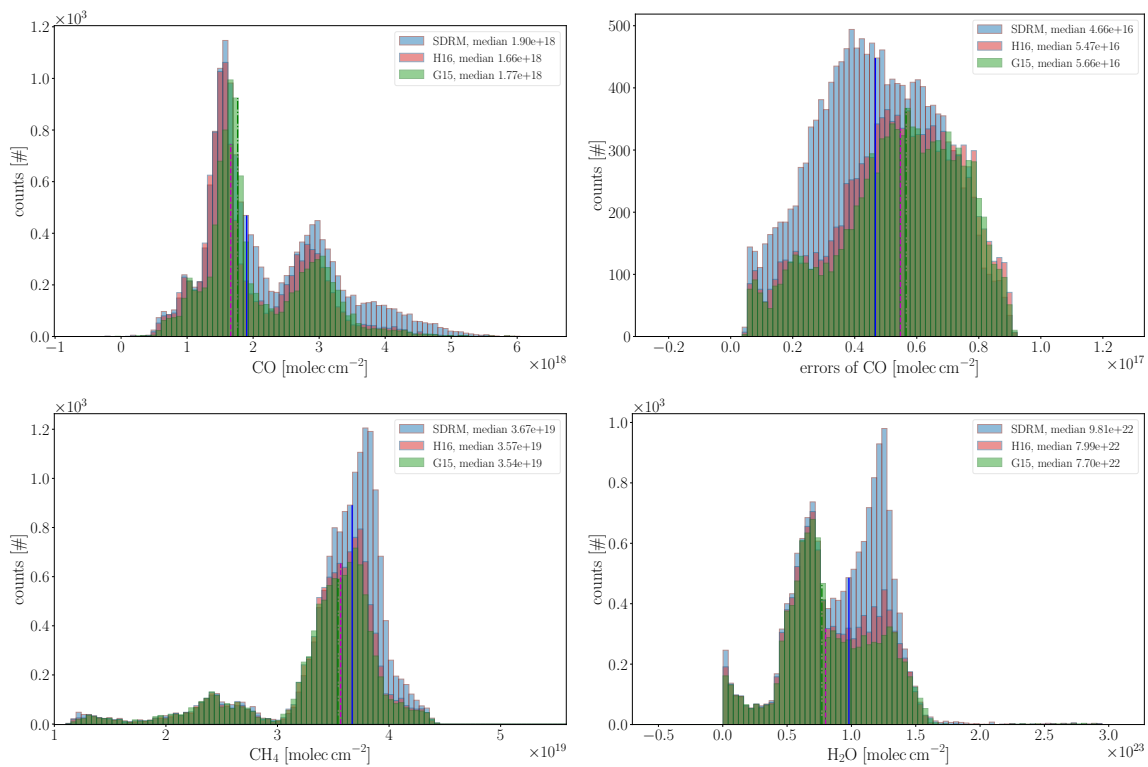 ×10³
1.2
1.0
0.8
0.6
0.4
0.2
0.0
counts [#]
−1 0 1 2 3 4 5 6
CO [molec cm⁻²]
×10¹⁸
SDRM, median 1.90e+18
H16, median 1.66e+18
G15, median 1.77e+18
500
400
300
200
100
0
counts [#]
−0.2 0.0 0.2 0.4 0.6 0.8 1.0 1.2
errors of CO [molec cm⁻²]
×10¹⁷
SDRM, median 4.66e+16
H16, median 5.47e+16
G15, median 5.66e+16
×10³
1.2
1.0
0.8
0.6
0.4
0.2
0.0
counts [#]
1 2 3 4 5
CH₄ [molec cm⁻²]
×10¹⁹
SDRM, median 3.67e+19
H16, median 3.57e+19
G15, median 3.54e+19
×10³
1.0
0.8
0.6
0.4
0.2
0.0
counts [#]
−0.5 0.0 0.5 1.0 1.5 2.0 2.5 3.0
H₂O [molec cm⁻²]
×10²³
SDRM, median 9.81e+22
H16, median 7.99e+22
G15, median 7.70e+22